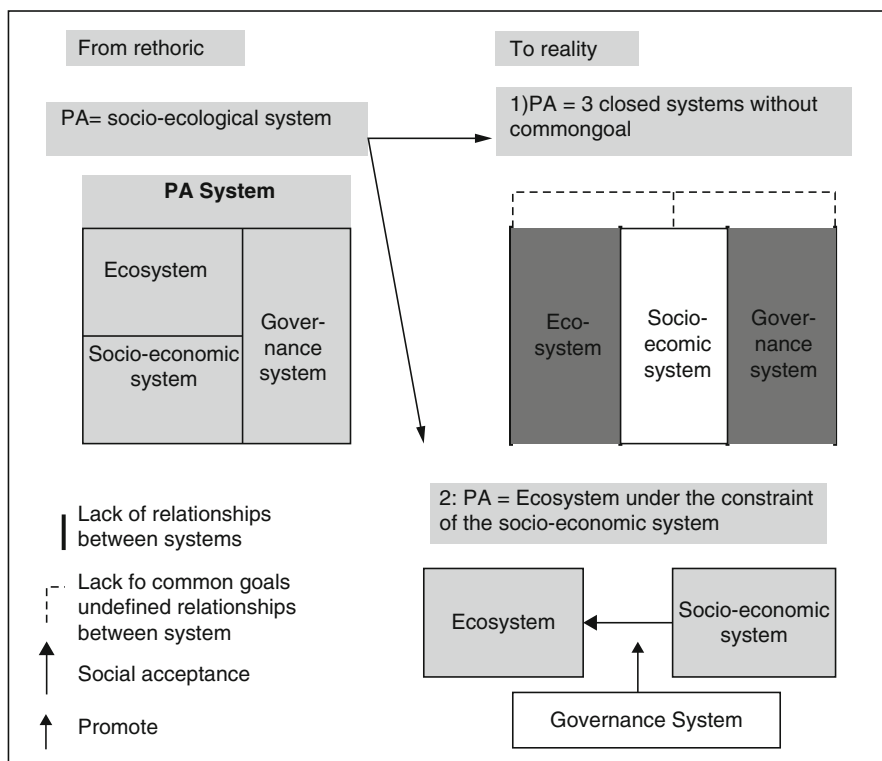 From rethoric
To reality
PA= socio-ecological system
1)PA = 3 closed systems without
commongoal
PA System
Ecosystem
Socio-economic
system
Gover-
nance
system
Eco-
system
Socio-
ecomic
system
Gover-
nance
system
2: PA = Ecosystem under the constraint
of the socio-economic system
Lack of relationships
between systems
Lack fo common goals
undefined relationships
between system
Social acceptance
Promote
Ecosystem
Socio-economic
system
Governance System